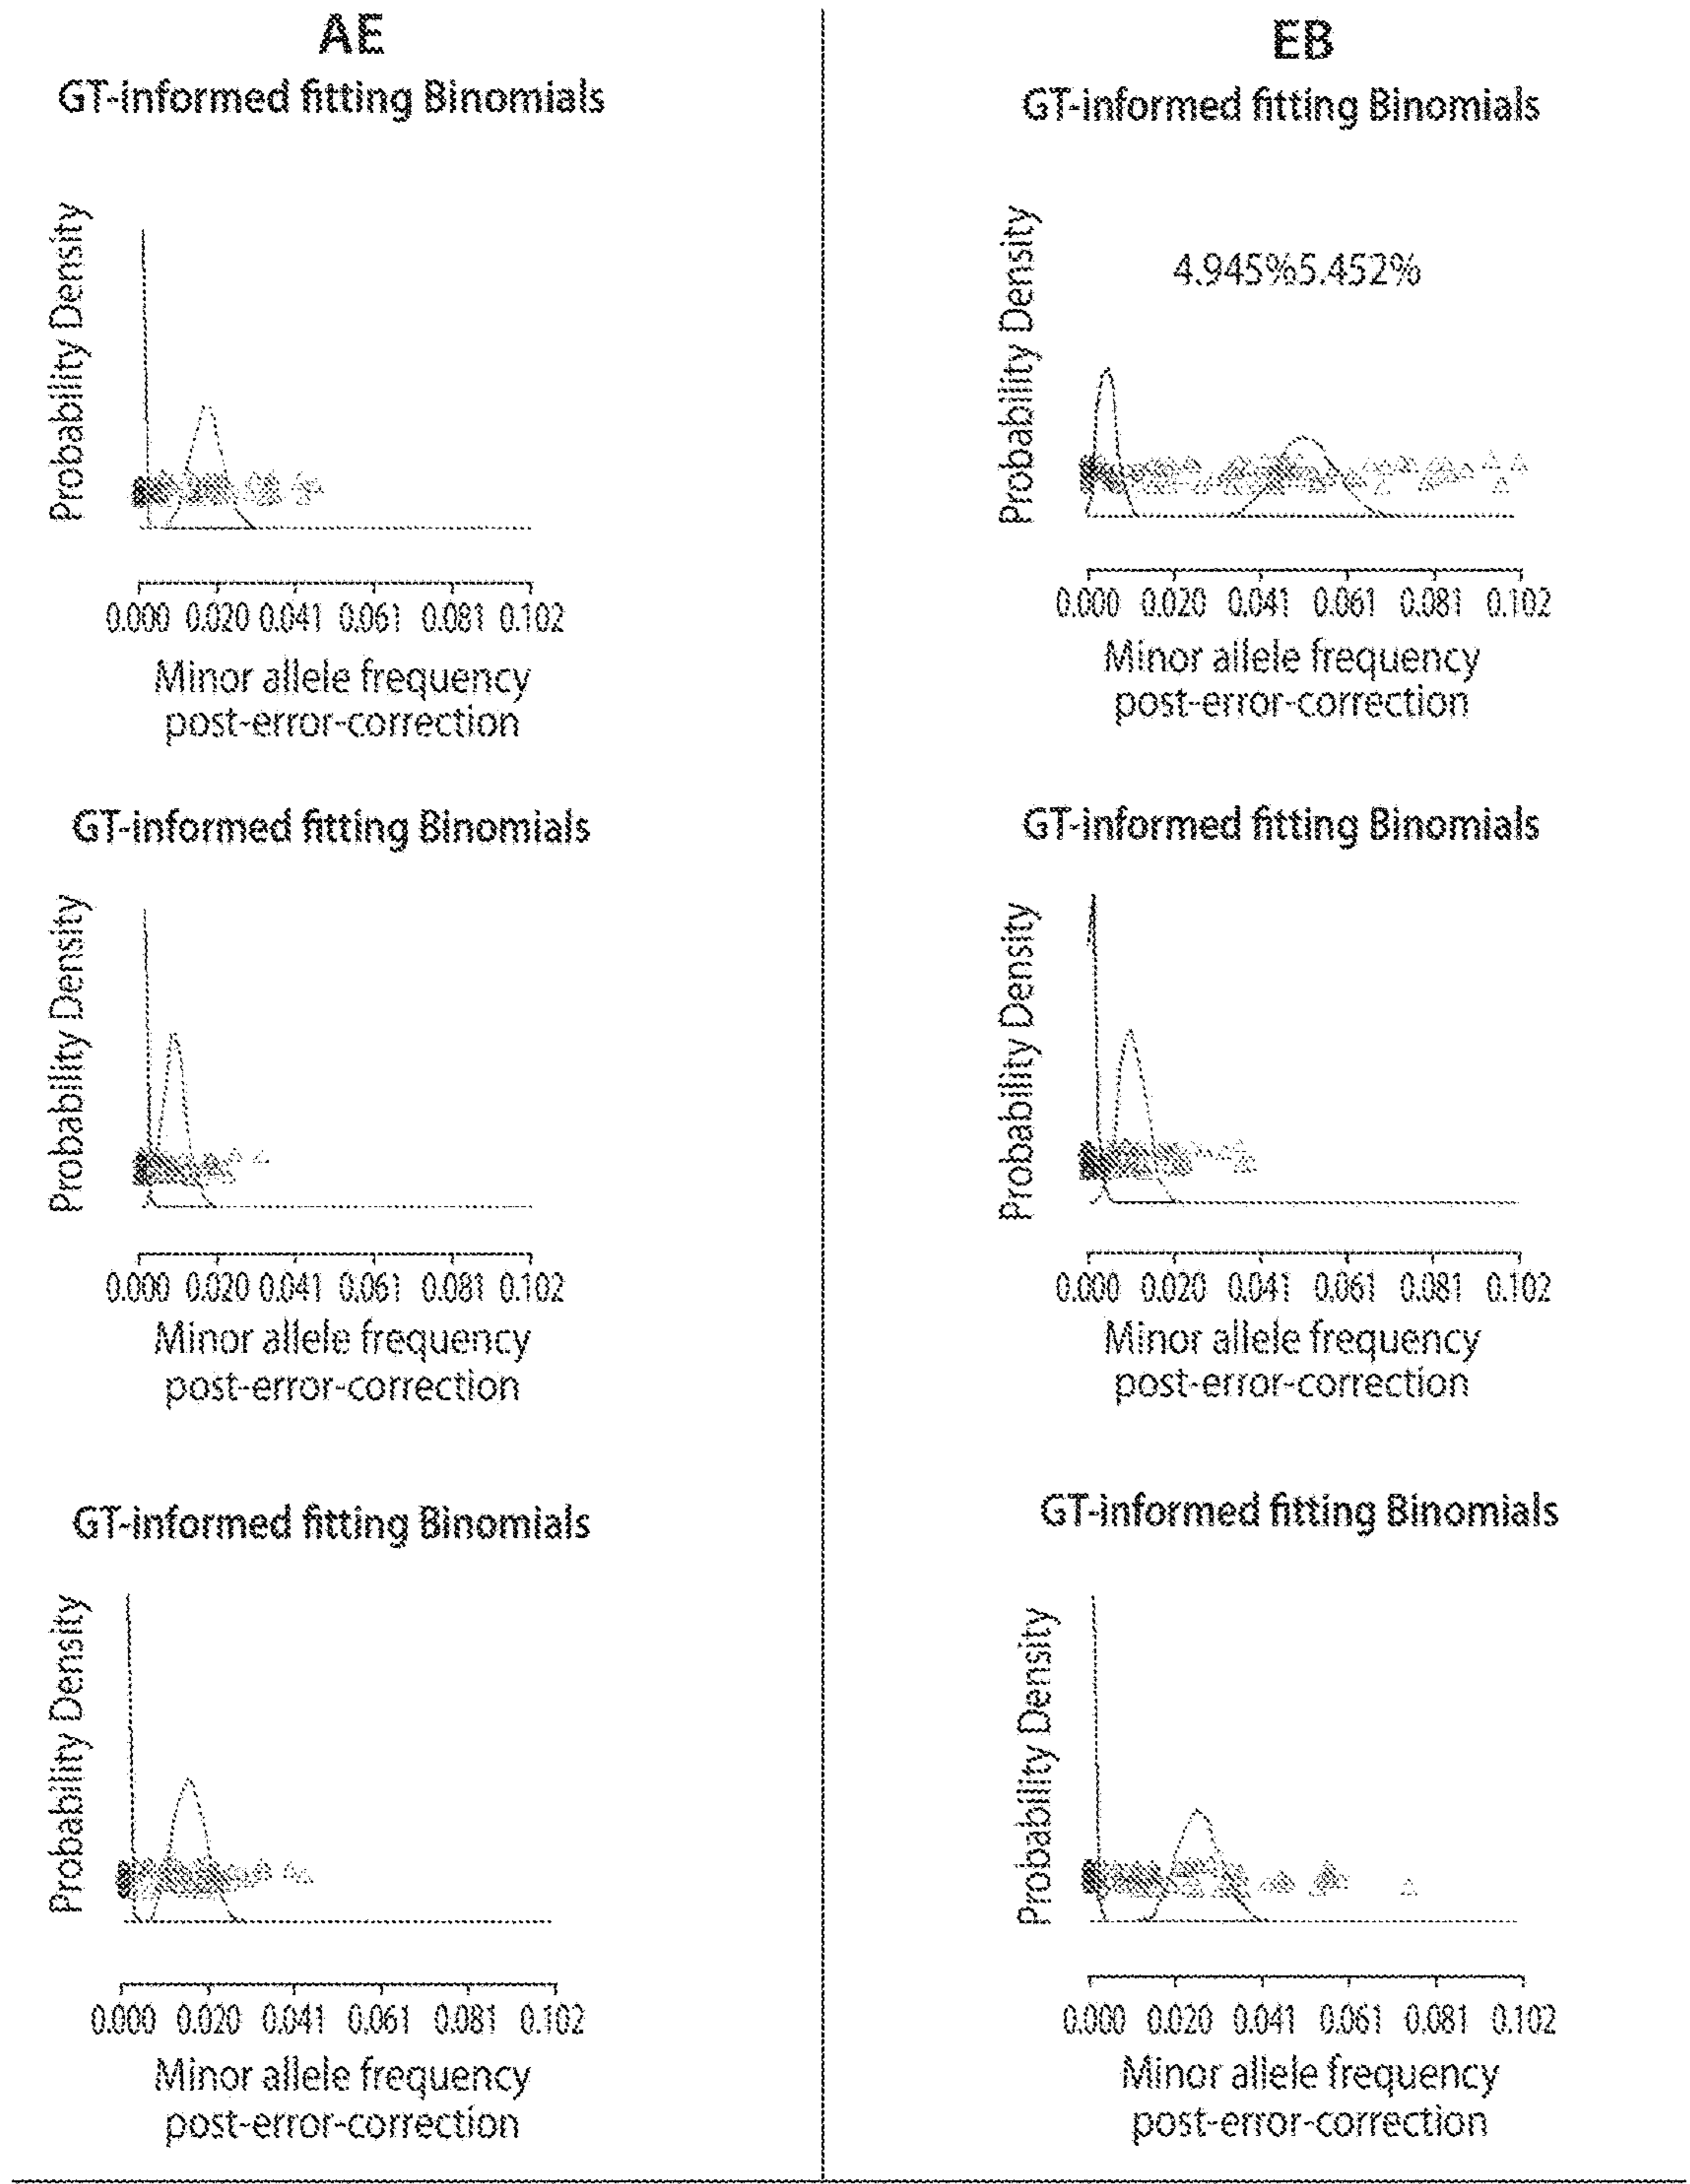 AE
GT-informed fitting Binomials
Probability Density
0.000 0.020 0.041 0.061 0.081 0.102
Minor allele frequency
post-error-correction
GT-informed fitting Binomials
Probability Density
0.000 0.020 0.041 0.061 0.081 0.102
Minor allele frequency
post-error-correction
GT-informed fitting Binomials
Probability Density
0.000 0.020 0.041 0.061 0.081 0.102
Minor allele frequency
post-error-correction
EB
GT-informed fitting Binomials
Probability Density
4.945%5.452%
0.000 0.020 0.041 0.061 0.081 0.102
Minor allele frequency
post-error-correction
GT-informed fitting Binomials
Probability Density
0.000 0.020 0.041 0.061 0.081 0.102
Minor allele frequency
post-error-correction
GT-informed fitting Binomials
Probability Density
0.000 0.020 0.041 0.061 0.081 0.102
Minor allele frequency
post-error-correction